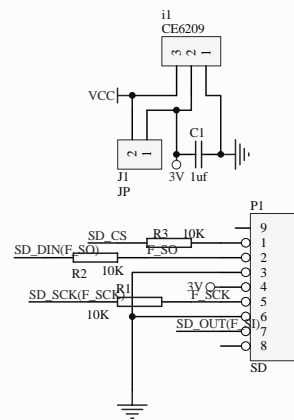 i1
CE6209
3 2 1
VCC
2 1
J1
JP
3V
C1
1uf
P1
9
SD_CS R3 10K 1
SD_DIN(F_SO) F_SO 2
R2 10K
3
3V 4
SD_SCK(F_SCK) R1 F_SCK 5
10K
6
SD_OUT(F_SI) 7
8
SD